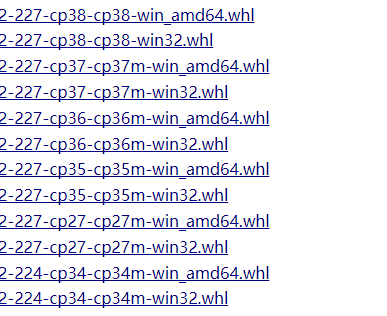 2-227-cp38-cp38-win_amd64.whl
2-227-cp38-cp38-win32.whl
2-227-cp37-cp37m-win_amd64.whl
2-227-cp37-cp37m-win32.whl
2-227-cp36-cp36m-win_amd64.whl
2-227-cp36-cp36m-win32.whl
2-227-cp35-cp35m-win_amd64.whl
2-227-cp35-cp35m-win32.whl
2-227-cp27-cp27m-win_amd64.whl
2-227-cp27-cp27m-win32.whl
2-224-cp34-cp34m-win_amd64.whl
2-224-cp34-cp34m-win32.whl